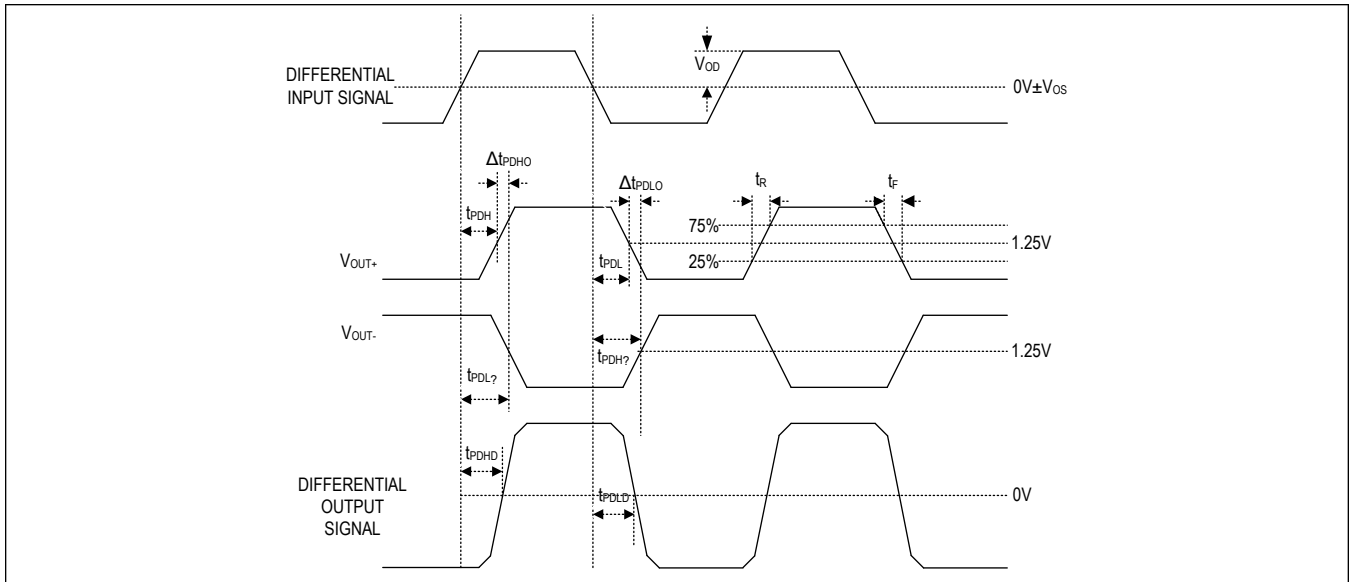 DIFFERENTIAL
INPUT SIGNAL
VOD
0V±VOS
ΔtPDHO
ΔtPDLO
tR
tF
tPDH
75%
1.25V
VOUT+
tPDL
25%
VOUT-
tPDH?
1.25V
tPDL?
tPDHD
DIFFERENTIAL
OUTPUT
SIGNAL
tPDLD
0V